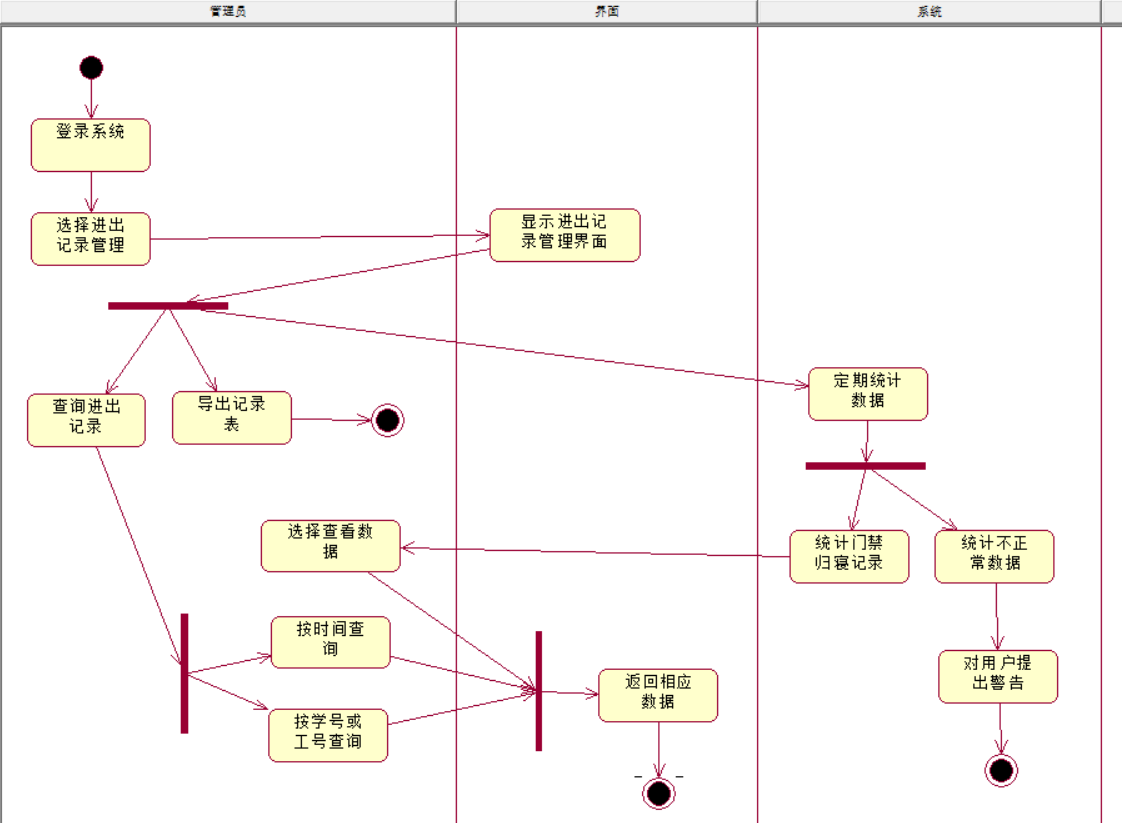 管理员
界面
系统
登录系统
选择进出
记录管理
显示进出记
录管理界面
定期统计
数据
查询进出
记录
导出记录
表
选择查看数
据
统计门禁
归寝记录
统计不正
常数据
按时间查
询
对用户提
出警告
返回相应
数据
按学号或
工号查询